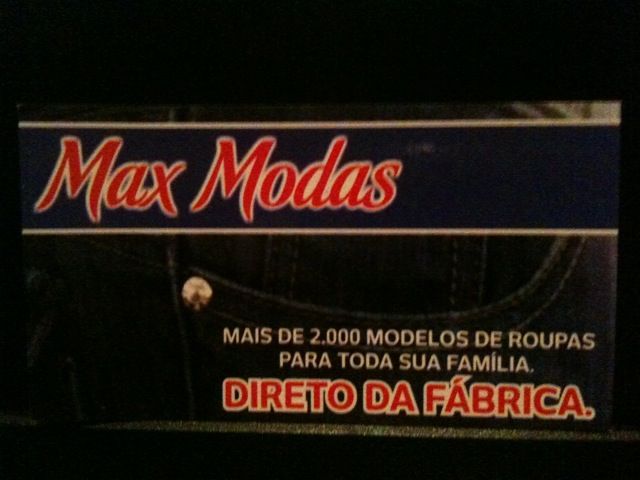 Max Modas
MAIS DE 2.000 MODELOS DE ROUPAS
PARA TODA SUA FAMÍLIA.
DIRETO DA FÁBRICA.